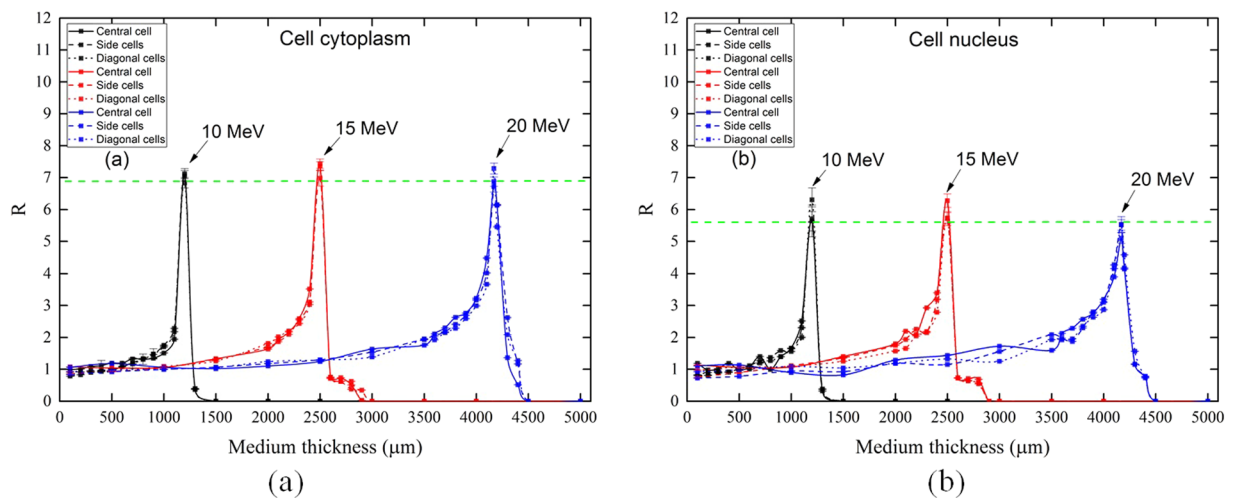 Cell cytoplasm
Central cell
Side cells
Diagonal cells
Central cell
Side cells
Diagonal cells
Central cell
Side cells
Diagonal cells
(a)
10 MeV
15 MeV
20 MeV
12
11
10
9
8
7
6
5
4
3
2
1
0
R
0 500 1000 1500 2000 2500 3000 3500 4000 4500 5000
Medium thickness (μm)
(a)
Cell nucleus
Central cell
Side cells
Diagonal cells
Central cell
Side cells
Diagonal cells
Central cell
Side cells
Diagonal cells
(b)
10 MeV
15 MeV
20 MeV
12
11
10
9
8
7
6
5
4
3
2
1
0
R
0 500 1000 1500 2000 2500 3000 3500 4000 4500 5000
Medium thickness (μm)
(b)